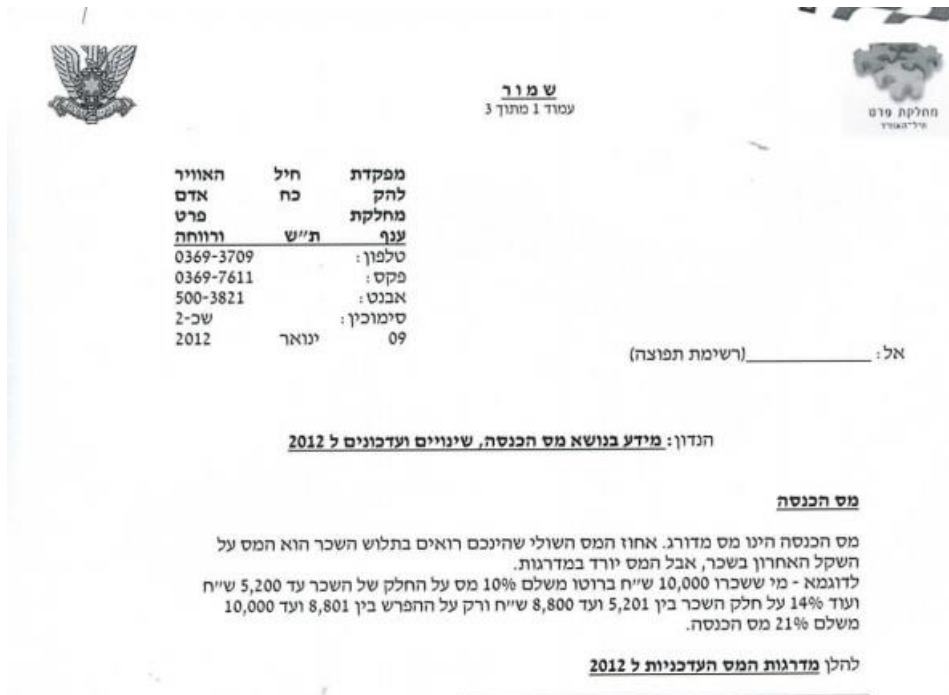 שמור
עמוד 1 מתוך 3
מחלקת פרט
חיל־האוויר
מפקדת חיל האוויר
להק כח אדם
מחלקת פרט
ענף ת״ש ורווחה
טלפון: 0369-3709
פקס: 0369-7611
אבנט: 500-3821
סימוכין: שכ-2
09 ינואר 2012
אל: ____________(רשימת תפוצה)
הנדון: מידע בנושא מס הכנסה, שינויים ועדכונים ל 2012
מס הכנסה
מס הכנסה הינו מס מדורג. אחוז המס השולי שהינכם רואים בתלוש השכר הוא המס על
השקל האחרון בשכר, אבל המס יורד במדרגות.
לדוגמא - מי ששכרו 10,000 ש״ח ברוטו משלם 10% מס על החלק של השכר עד 5,200 ש״ח
ועוד 14% על חלק השכר בין 5,201 ועד 8,800 ש״ח ורק על ההפרש בין 8,801 ועד 10,000
משלם 21% מס הכנסה.
להלן מדרגות המס העדכניות ל 2012